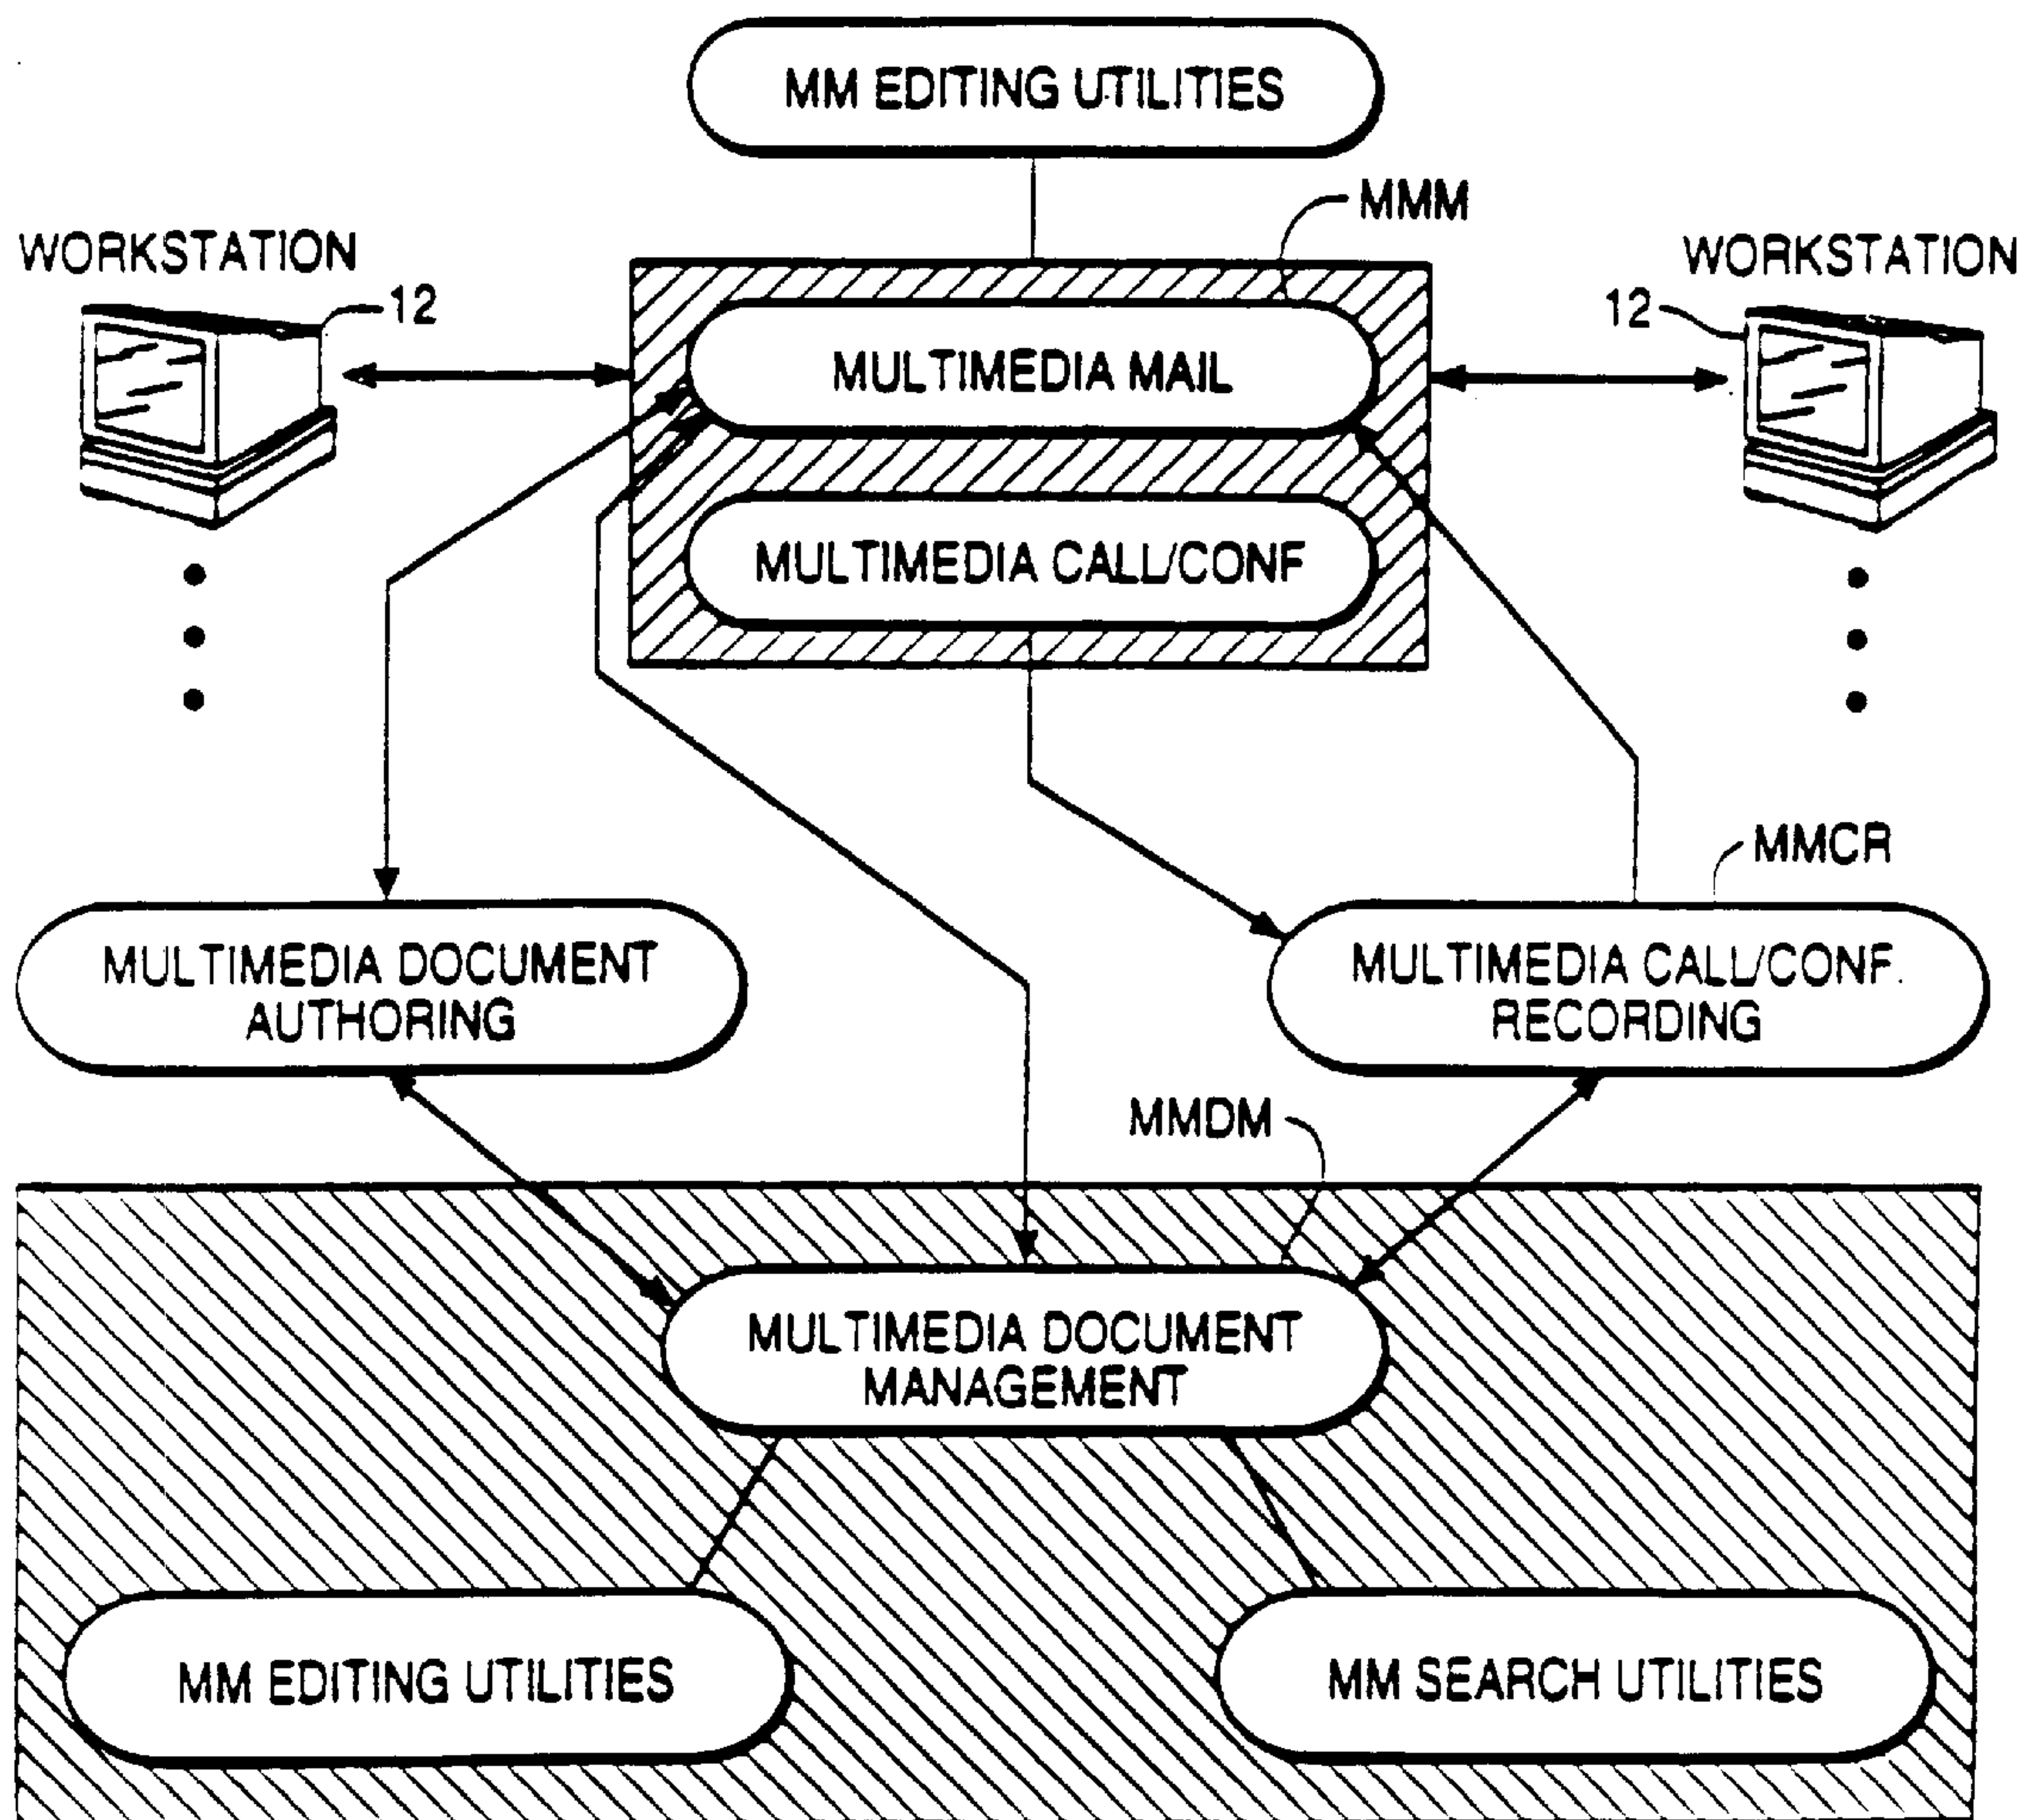 MM EDITING UTILITIES
MMM
WORKSTATION
WORKSTATION
12
12
MULTIMEDIA MAIL
MULTIMEDIA CALL/CONF
MMCR
MULTIMEDIA DOCUMENT
AUTHORING
MULTIMEDIA CALL/CONF.
RECORDING
MMDM
MULTIMEDIA DOCUMENT
MANAGEMENT
MM EDITING UTILITIES
MM SEARCH UTILITIES